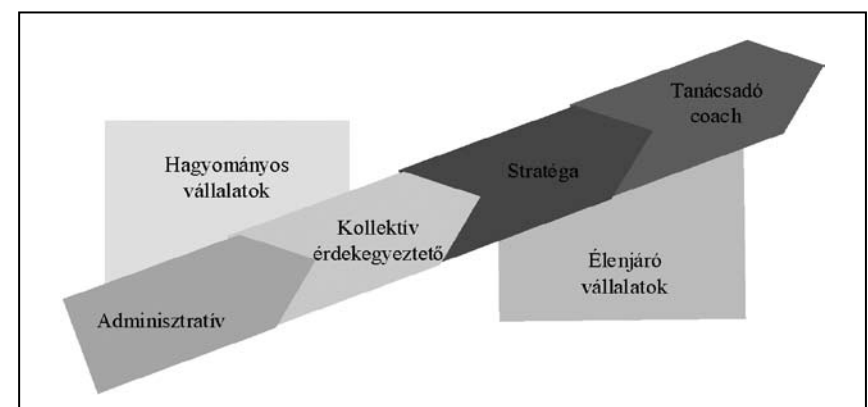 Tanácsadó
coach
Hagyományos
vállalatok
Stratéga
Kollektív
érdekegyeztető
Élenjáró
vállalatok
Adminisztratív